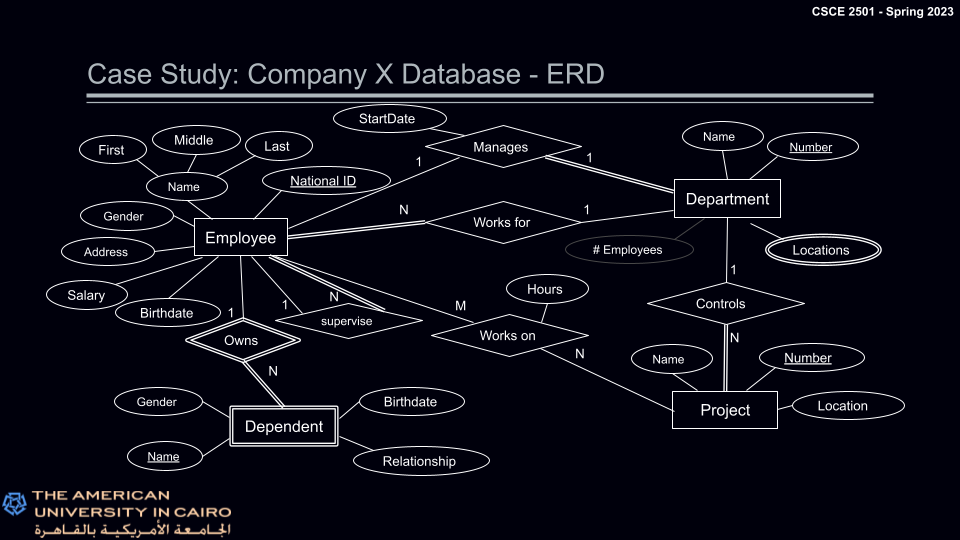 CSCE 2501 - Spring 2023
Case Study: Company X Database - ERD
StartDate
Middle
Name
First
Last
Manages
Number
1
1
Name
National ID
Department
N
1
Gender
Works for
Employee
Address
# Employees
Locations
1
Salary
N
Hours
1
M
Controls
Birthdate
1
supervise
Works on
N
Owns
N
Name
Number
N
Gender
Birthdate
Project
Location
Dependent
Name
Relationship
THE AMERICAN
UNIVERSITY IN CAIRO
الجامعة الأمريكية بالقاهرة